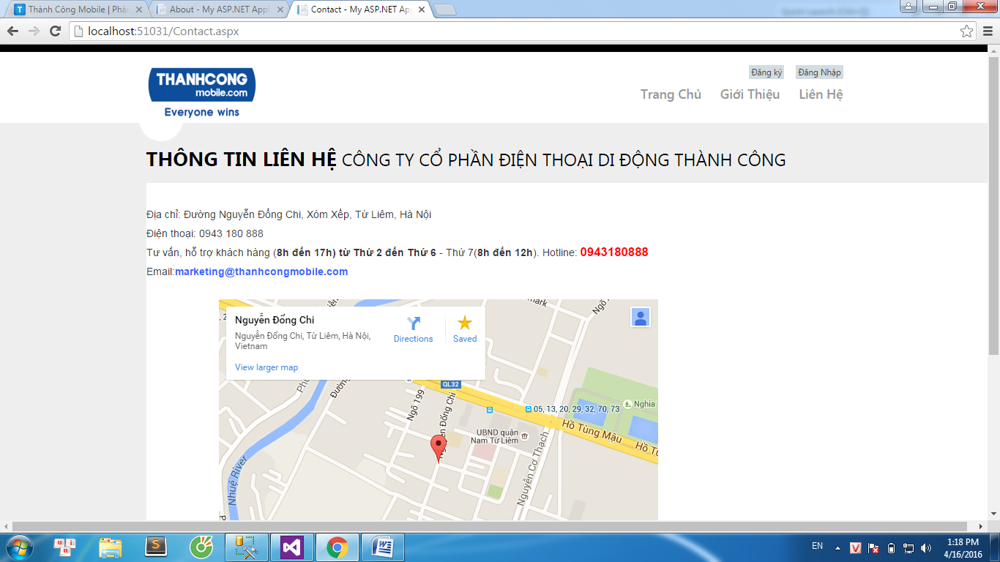 Thành Công Mobile | Phân
About - My ASP.NET Appl
Contact - My ASP.NET Ap
localhost:51031/Contact.aspx
THANHCONG
mobile.com
Everyone wins
Đăng ký
Đăng Nhập
Trang Chủ
Giới Thiệu
Liên Hệ
THÔNG TIN LIÊN HỆ CÔNG TY CỔ PHẦN ĐIỆN THOẠI DI ĐỘNG THÀNH CÔNG
Địa chỉ: Đường Nguyễn Đổng Chi, Xóm Xếp, Từ Liêm, Hà Nội
Điện thoại: 0943 180 888
Tư vấn, hỗ trợ khách hàng (8h đến 17h) từ Thứ 2 đến Thứ 6 - Thứ 7(8h đến 12h). Hotline: 0943180888
Email:marketing@thanhcongmobile.com
Nguyễn Đổng Chi
Nguyễn Đổng Chi, Từ Liêm, Hà Nội,
Vietnam
View larger map
Directions
Saved
Ngõ
QL32
Đường
Ngõ 199
Nguyễn Đổng Chi
05, 13, 20, 29, 32, 70, 73
Nghĩa
UBND quận
Nam Từ Liêm
Hồ Tùng Mậu
Hồ T
Nguyễn Cơ Thạch
Nhuệ River
EN
1:18 PM
4/16/2016